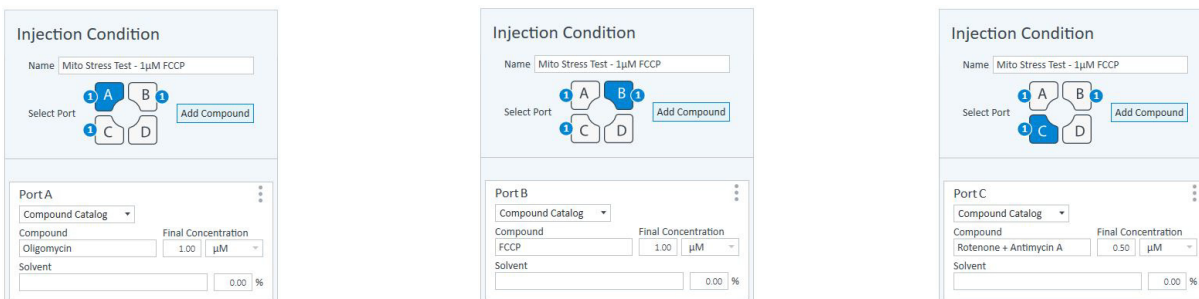 Injection Condition
Name Mito Stress Test - 1µM FCCP
1 A B 1
Select Port Add Compound
1 C D
Port A
Compound Catalog
Compound Final Concentration
Oligomycin 1.00 µM
Solvent
0.00 %
Injection Condition
Name Mito Stress Test - 1µM FCCP
1 A B 1
Select Port Add Compound
1 C D
Port B
Compound Catalog
Compound Final Concentration
FCCP 1.00 µM
Solvent
0.00 %
Injection Condition
Name Mito Stress Test - 1µM FCCP
1 A B 1
Select Port Add Compound
1 C D
Port C
Compound Catalog
Compound Final Concentration
Rotenone + Antimycin A 0.50 µM
Solvent
0.00 %